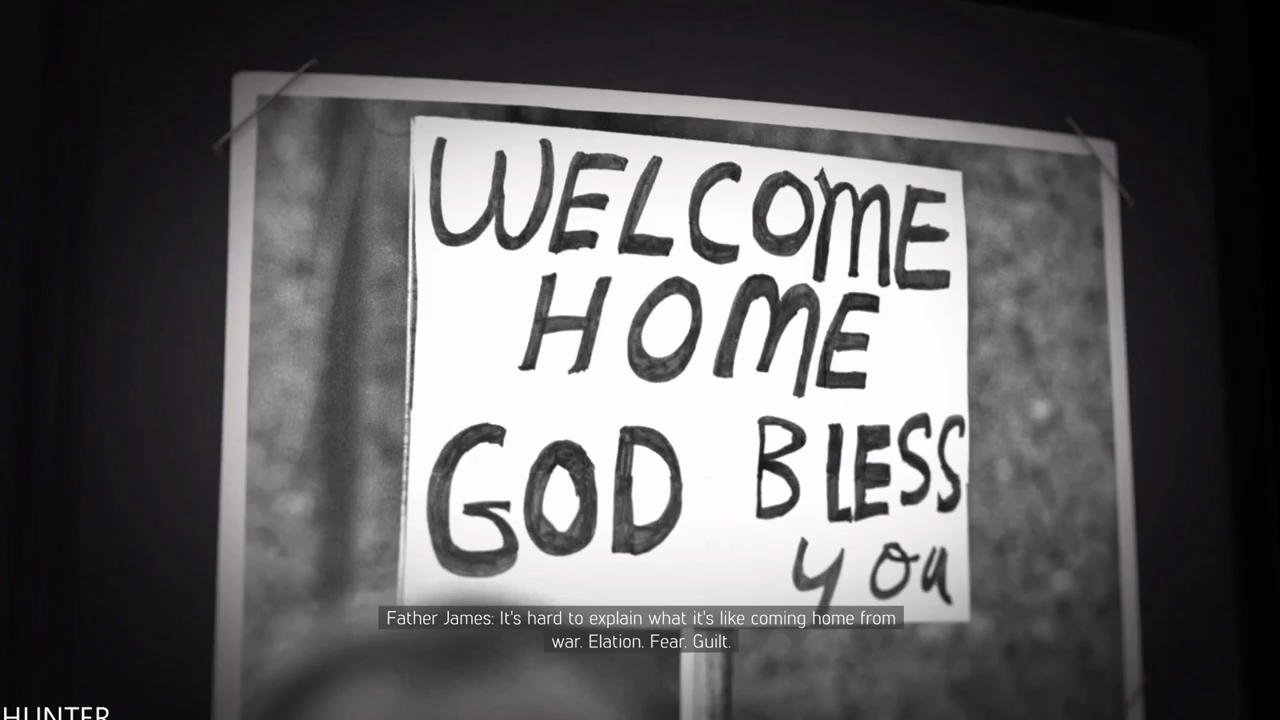 WELCOME
HOME
GOD BLESS
you
Father James: It's hard to explain what it's like coming home from
war. Elation. Fear. Guilt.
HUNTER